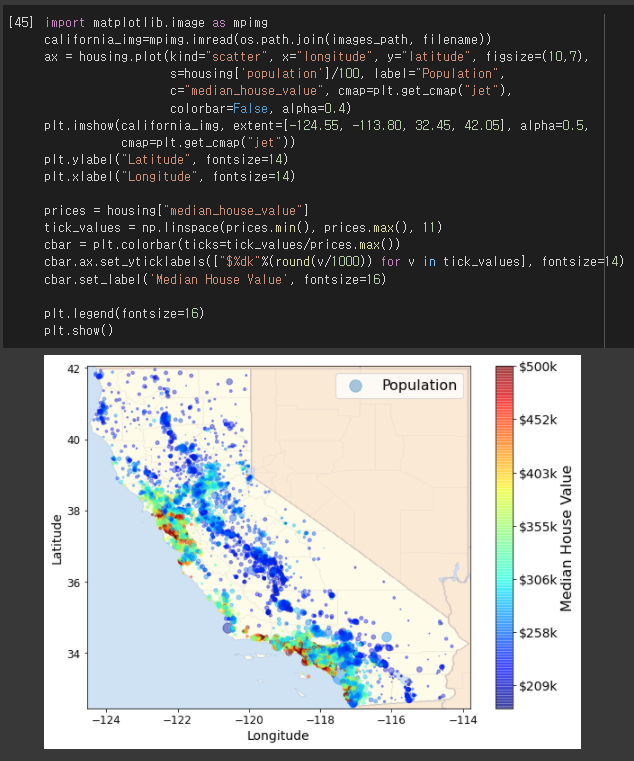 [45] import matplotlib.image as mpimg
california_img=mpimg.imread(os.path.join(images_path, filename))
ax = housing.plot(kind="scatter", x="longitude", y="latitude", figsize=(10,7),
s=housing['population']/100, label="Population",
c="median_house_value", cmap=plt.get_cmap("jet"),
colorbar=False, alpha=0.4)
plt.imshow(california_img, extent=[-124.55, -113.80, 32.45, 42.05], alpha=0.5,
cmap=plt.get_cmap("jet"))
plt.ylabel("Latitude", fontsize=14)
plt.xlabel("Longitude", fontsize=14)
prices = housing["median_house_value"]
tick_values = np.linspace(prices.min(), prices.max(), 11)
cbar = plt.colorbar(ticks=tick_values/prices.max())
cbar.ax.set_yticklabels(["$%dk"%(round(v/1000)) for v in tick_values], fontsize=14)
cbar.set_label('Median House Value', fontsize=16)
plt.legend(fontsize=16)
plt.show()
Population
42
40
38
36
34
Latitude
−124
−122
−120
−118
−116
−114
Longitude
$500k
$452k
$403k
$355k
$306k
$258k
$209k
Median House Value